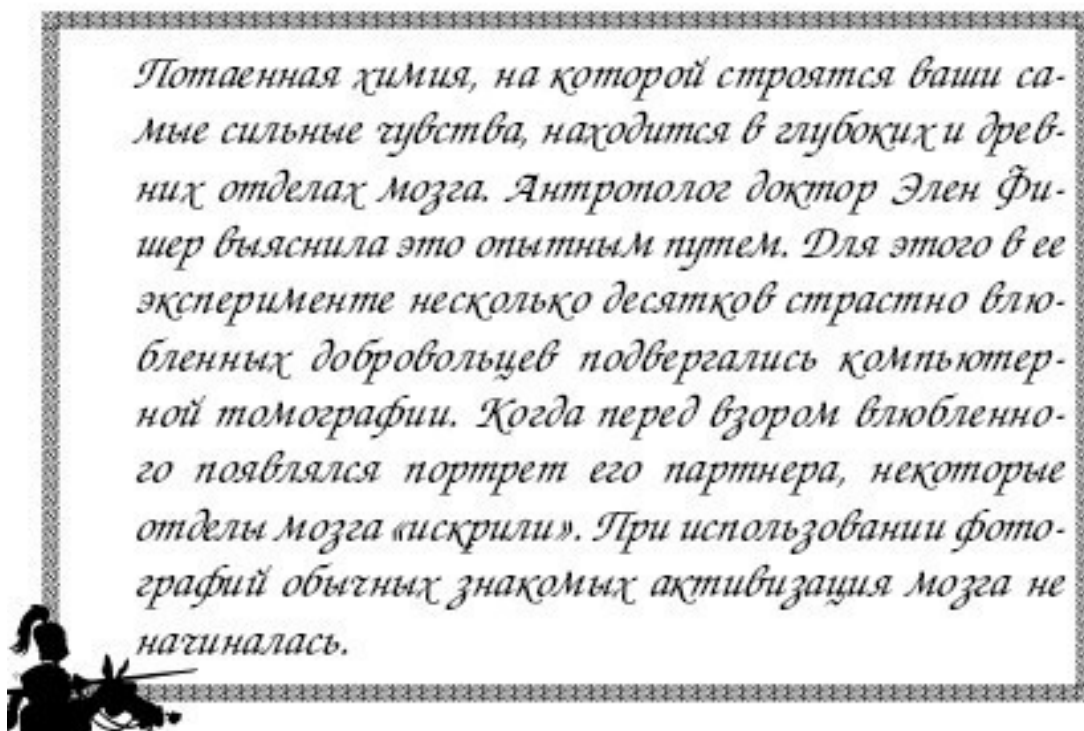 Потаенная химия, на которой строятся ваши са-
мые сильные чувства, находится в глубоких и древ-
них отделах мозга. Антрополог доктор Элен Фи-
шер выяснила это опытным путем. Для этого в ее
эксперименте несколько десятков страстно влю-
бленных добровольцев подвергались компьютер-
ной томографии. Когда перед взором влюбленно-
го появлялся портрет его партнера, некоторые
отделы мозга «искрили». При использовании фото-
графий обычных знакомых активизация мозга не
начиналась.